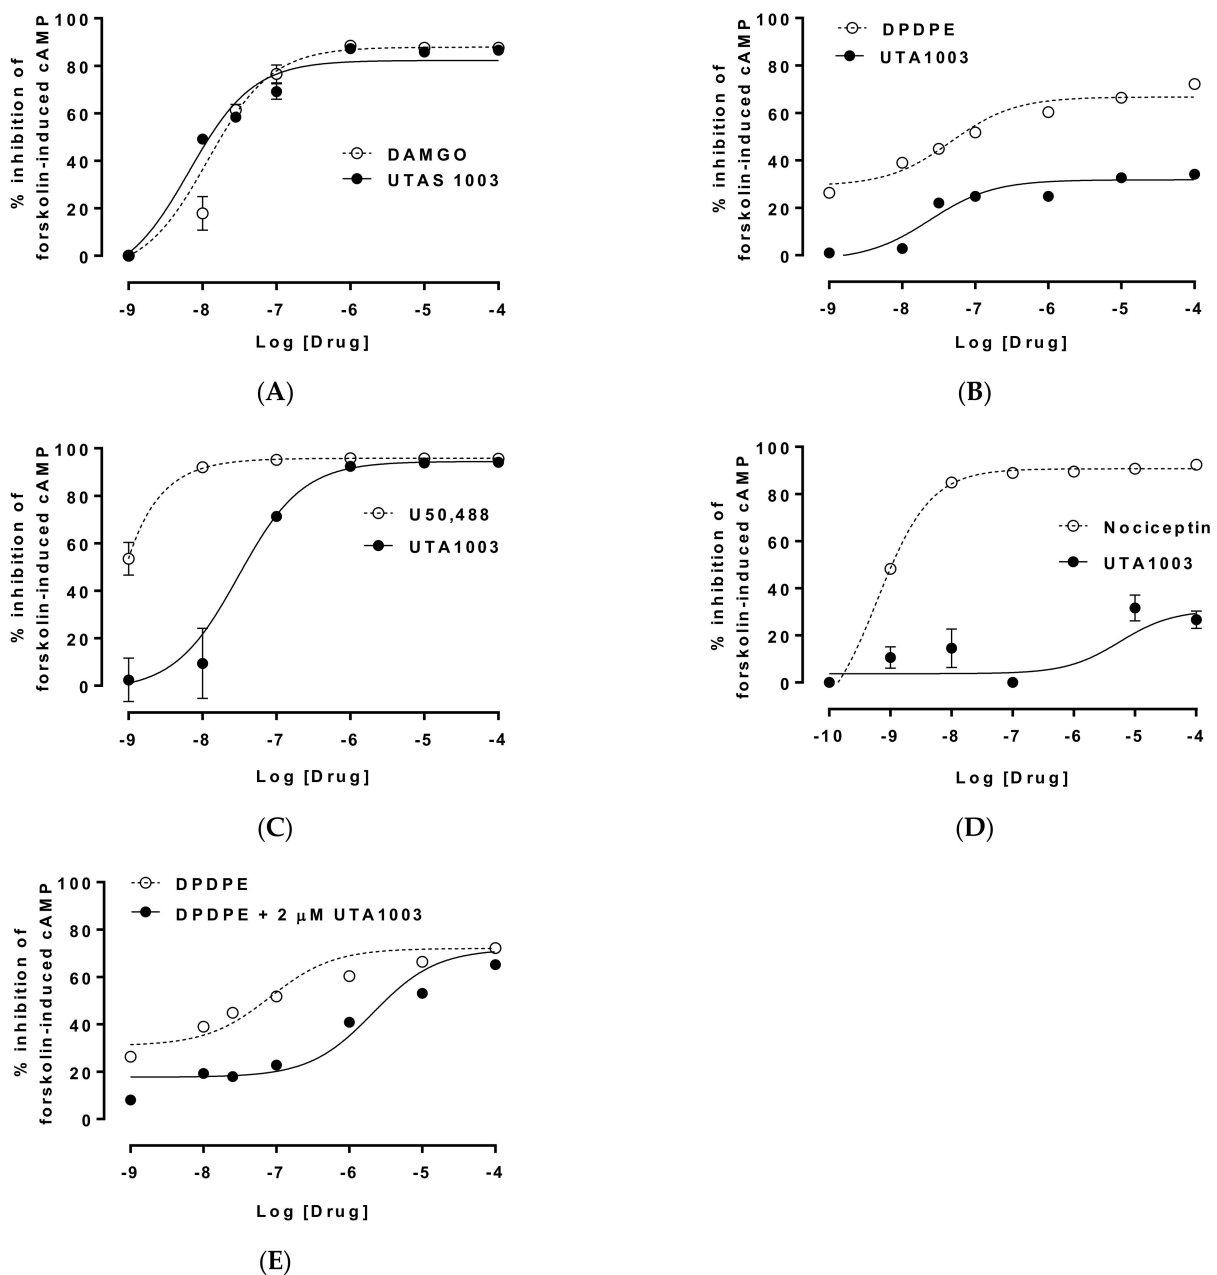 % inhibition of
forskolin-induced cAMP
100
80
60
40
20
0
DAMGO
UTAS 1003
-9 -8 -7 -6 -5 -4
Log [Drug]
(A)
% inhibition of
forskolin-induced cAMP
100
80
60
40
20
0
DPDPE
UTA1003
-9 -8 -7 -6 -5 -4
Log [Drug]
(B)
% inhibition of
forskolin-induced cAMP
100
80
60
40
20
0
U50,488
UTA1003
-9 -8 -7 -6 -5 -4
Log [Drug]
(C)
% inhibition of
forskolin-induced cAMP
100
80
60
40
20
0
Nociceptin
UTA1003
-10 -9 -8 -7 -6 -5 -4
Log [Drug]
(D)
% inhibition of
forskolin-induced cAMP
100
80
60
40
20
0
DPDPE
DPDPE + 2 μM UTA1003
-9 -8 -7 -6 -5 -4
Log [Drug]
(E)